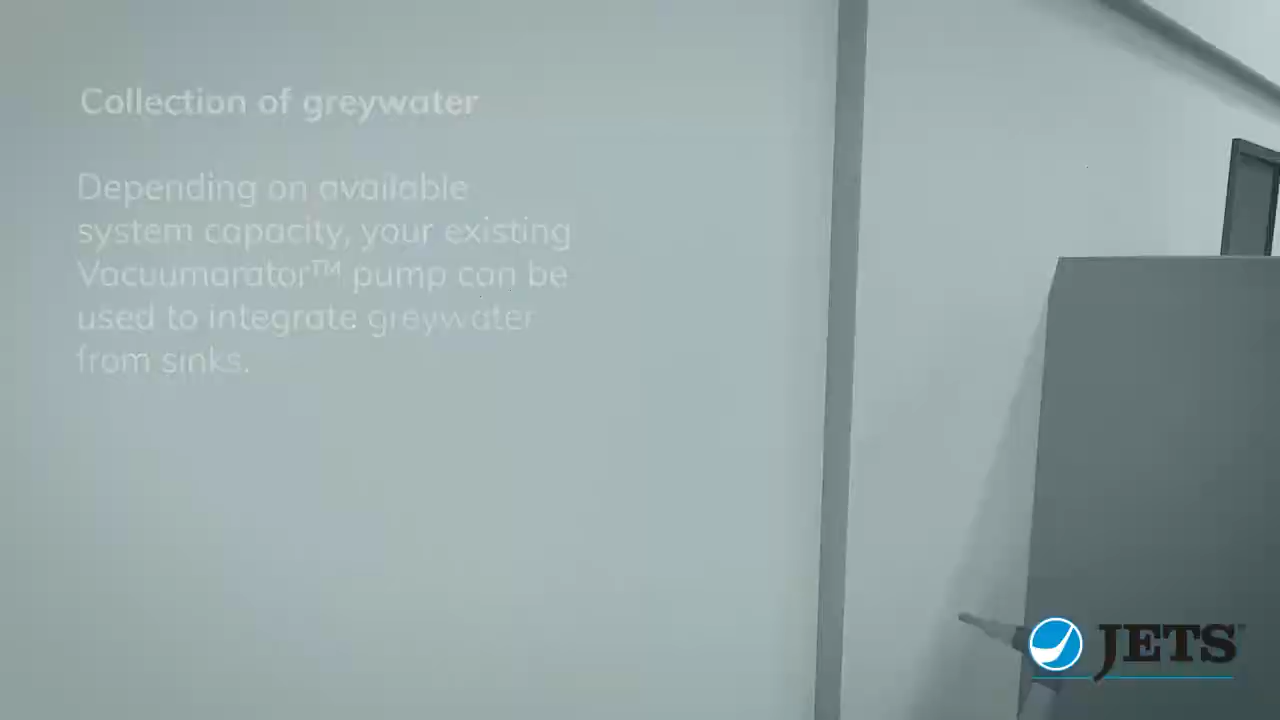 Collection of greywater
Depending on available
system capacity, your existing
Vacuumarator™ pump can be
used to integrate greywater
from sinks.
JETS